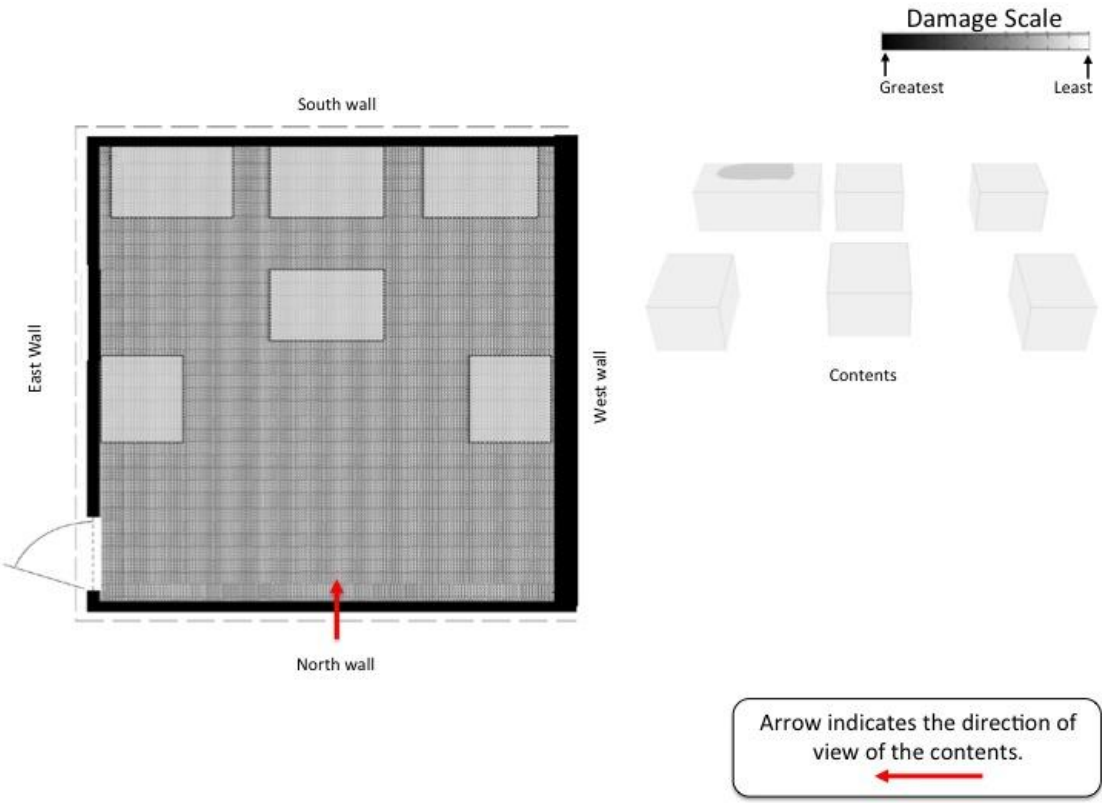 Damage Scale
Greatest
Least
South wall
East Wall
West wall
Contents
North wall
Arrow indicates the direction of
view of the contents.